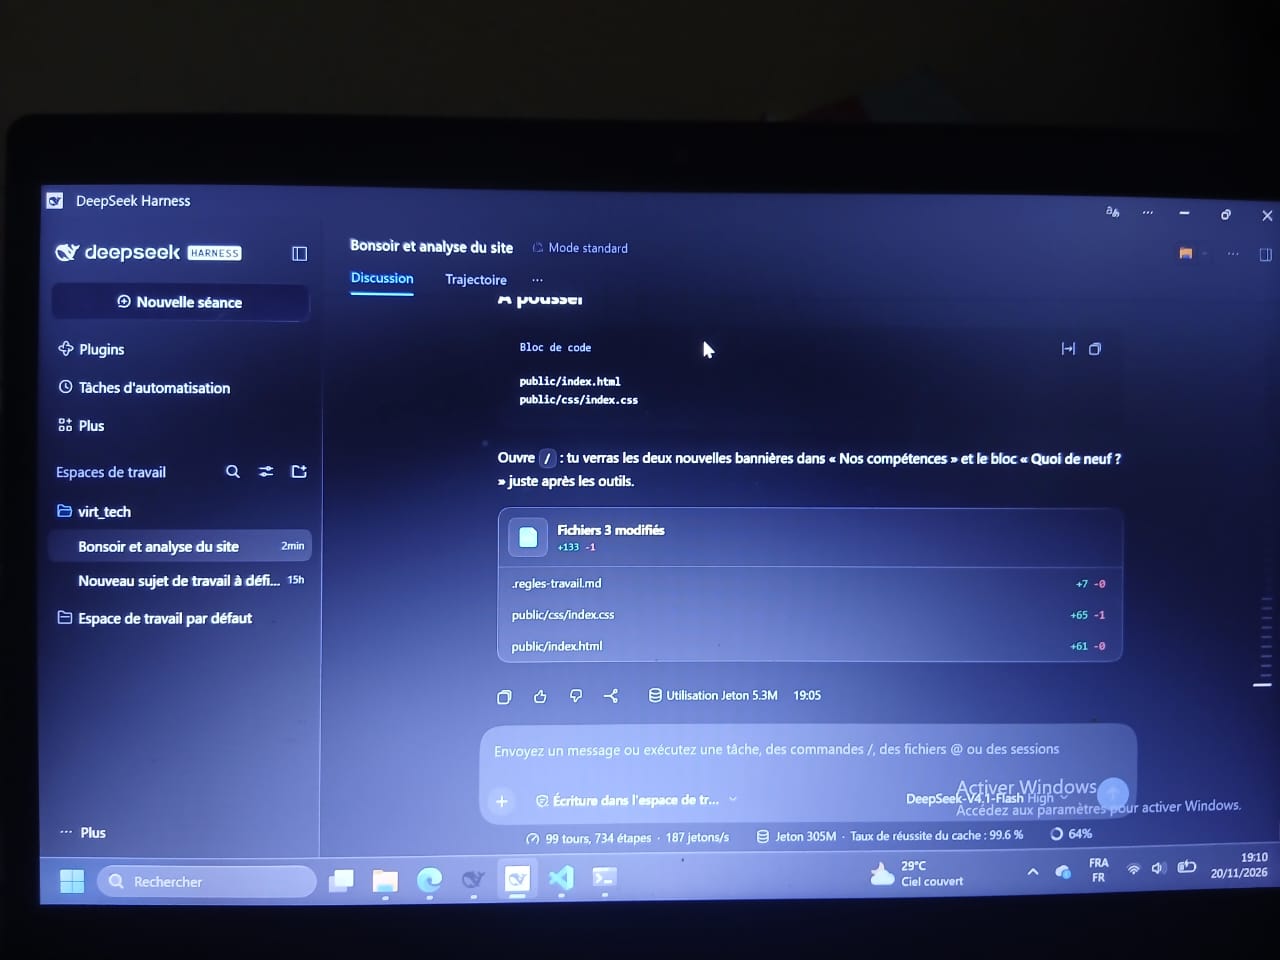 DeepSeek Harness
deepseek HARNESS
Nouvelle séance
Plugins
Tâches d'automatisation
Plus
Espaces de travail
virt_tech
Bonsoir et analyse du site 2min
Nouveau sujet de travail à défi... 15h
Espace de travail par défaut
Plus
Bonsoir et analyse du site Mode standard
Discussion Trajectoire
À pousser
Bloc de code
public/index.html
public/css/index.css
Ouvre / : tu verras les deux nouvelles bannières dans « Nos compétences » et le bloc « Quoi de neuf ?
» juste après les outils.
Fichiers 3 modifiés
+133 -1
.regles-travail.md +7 -0
public/css/index.css +65 -1
public/index.html +61 -0
Utilisation Jeton 5.3M 19:05
Envoyez un message ou exécutez une tâche, des commandes /, des fichiers @ ou des sessions
Écriture dans l'espace de tr... DeepSeek-V4.1-Flash High
Activer Windows
Accédez aux paramètres pour activer Windows.
99 tours, 734 étapes · 187 jetons/s Jeton 305M · Taux de réussite du cache : 99.6 % 64%
Rechercher
29°C
Ciel couvert
FRA
FR
19:10
20/11/2026